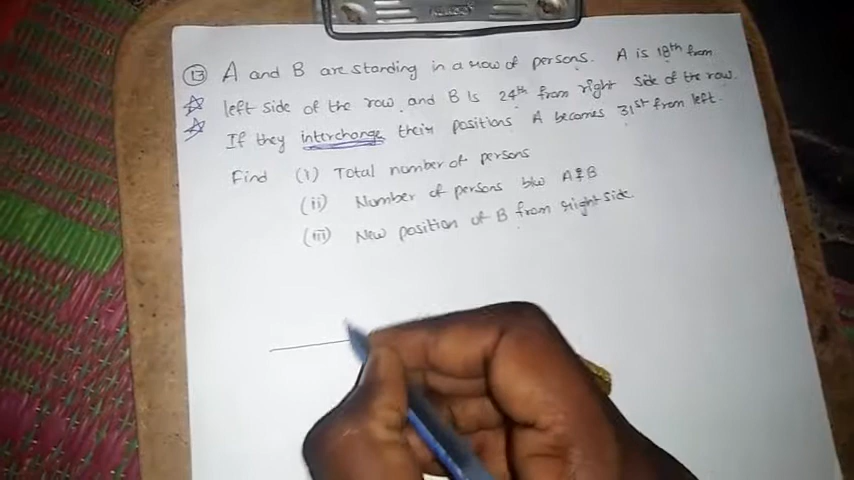 13 A and B are standing in a row of persons. A is 18th from
left side of the row and B is 24th from right side of the row.
If they interchange their positions A becomes 31st from left.
Find (i) Total number of persons
(ii) Number of persons b/w A & B
(iii) New position of B from right side